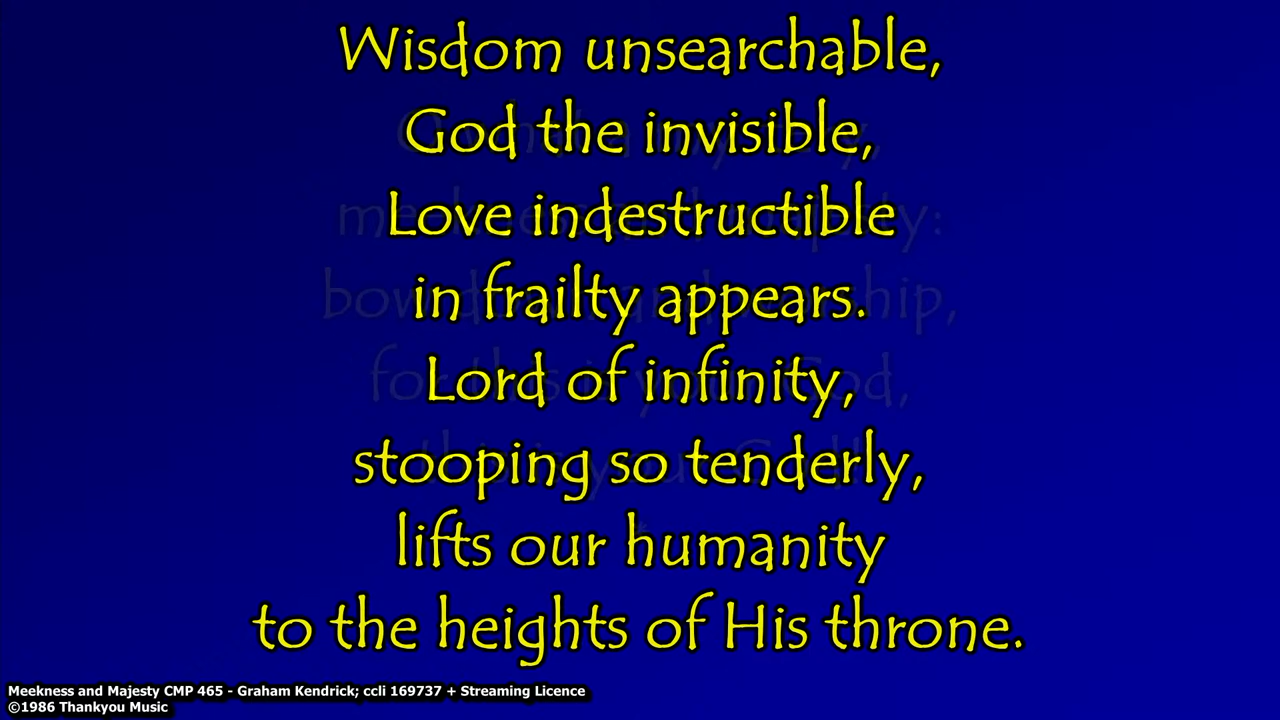 Wisdom unsearchable,
God the invisible,
Love indestructible
in frailty appears.
Lord of infinity,
stooping so tenderly,
lifts our humanity
to the heights of His throne.
Meekness and Majesty CMP 465 - Graham Kendrick; ccli 169737 + Streaming Licence
©1986 Thankyou Music